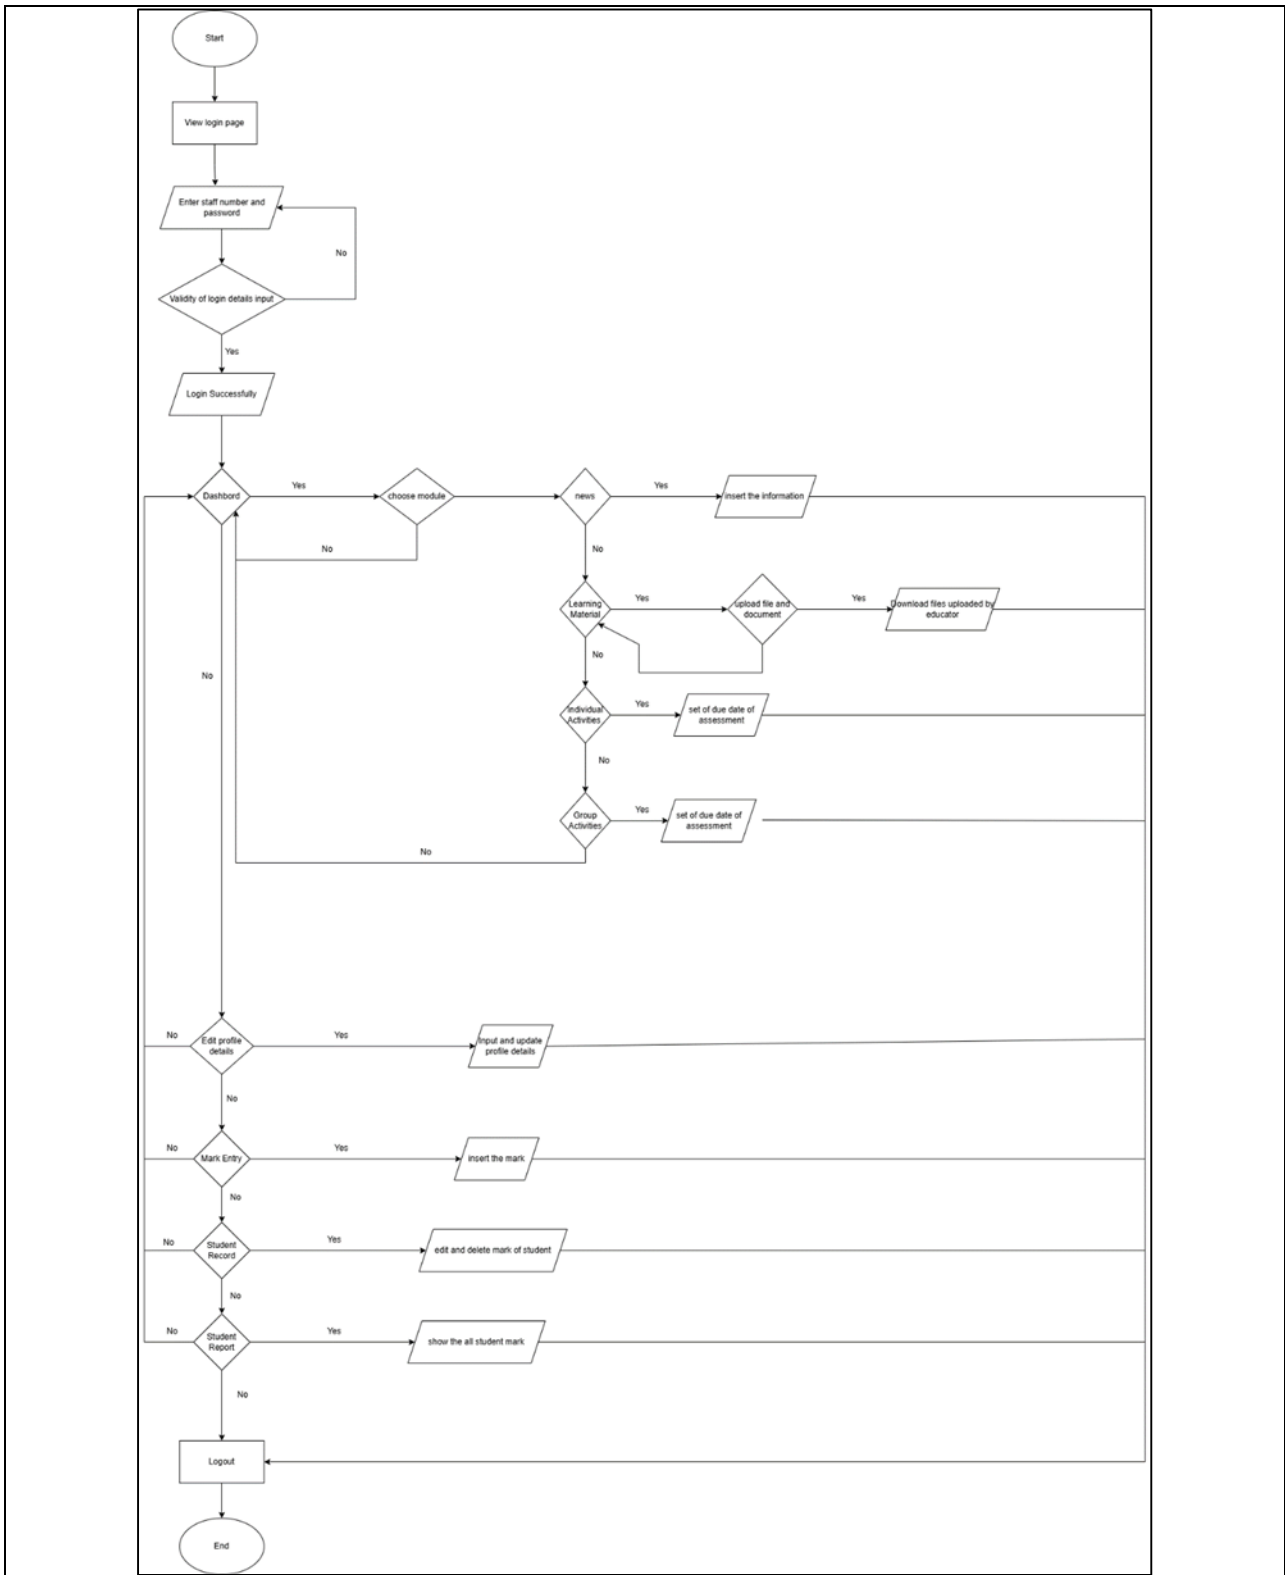 Start
View login page
Enter staff number and
password
No
Validity of login details input
Yes
Login Successfully
Dashbord
Yes
choose module
news
Yes
insert the information
No
No
Learning
Material
Yes
upload file and
document
Yes
Download files uploaded by
educator
No
No
Individual
Activities
Yes
set of due date of
assessment
No
Group
Activities
Yes
set of due date of
assessment
No
No
Edit profile
details
Yes
Input and update
profile details
No
No
Mark Entry
Yes
insert the mark
No
No
Student
Record
Yes
edit and delete mark of student
No
No
Student
Report
Yes
show the all student mark
No
Logout
End